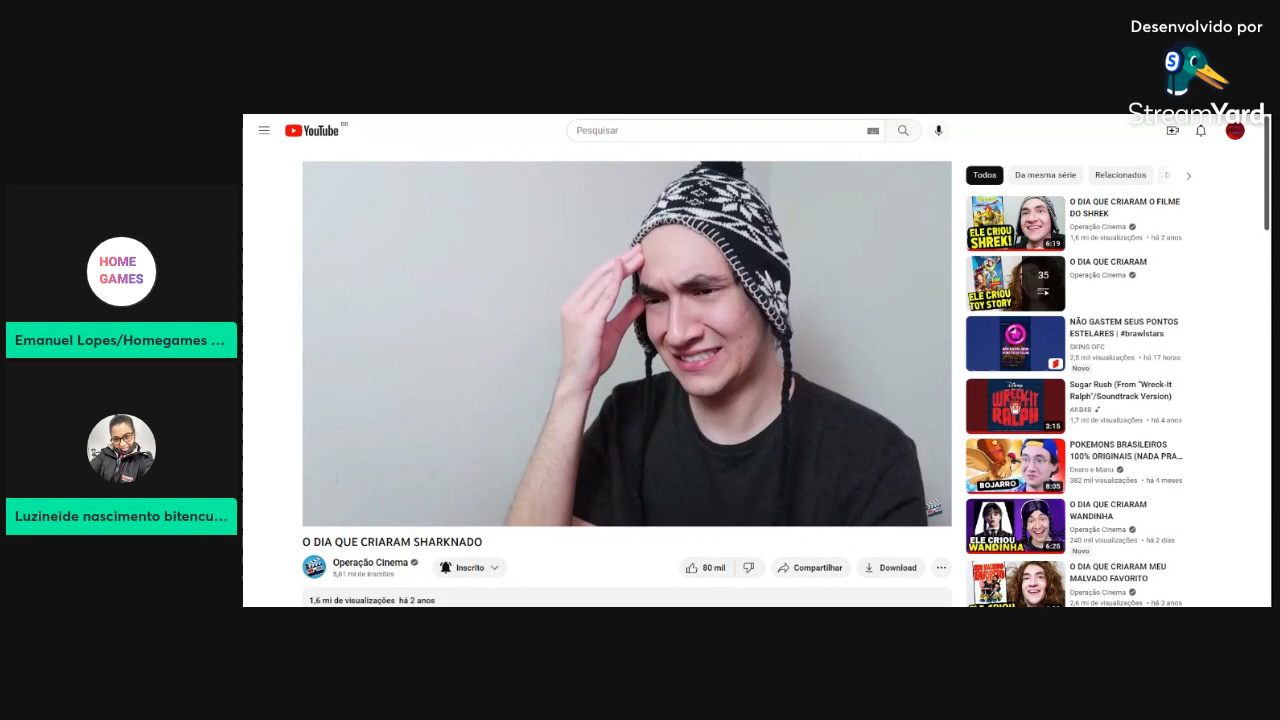 Desenvolvido por
S
StreamYard
HOME
GAMES
Emanuel Lopes/Homegames ...
Luzineide nascimento bitencu...
YouTube
BR
Pesquisar
O DIA QUE CRIARAM SHARKNADO
Operação Cinema
5,81 mi de inscritos
Inscrito
80 mil
Compartilhar
Download
1,6 mi de visualizações há 2 anos
Todos
Da mesma série
Relacionados
ELE CRIOU
SHREK!
6:19
O DIA QUE CRIARAM O FILME
DO SHREK
Operação Cinema
1,6 mi de visualizações • há 2 anos
ELE CRIOU
TOY STORY
35
O DIA QUE CRIARAM
Operação Cinema
NÃO GASTEM SEUS PONTOS
ESTELARES | #brawlstars
SKINS OFC
2,5 mil visualizações • há 17 horas
Novo
Disney
WRECK-IT
RALPH
3:15
Sugar Rush (From "Wreck-It
Ralph"/Soundtrack Version)
AKB48
1,7 mi de visualizações • há 4 anos
BOJARRO
8:05
POKEMONS BRASILEIROS
100% ORIGINAIS (NADA PRA...
Dearo e Manu
382 mil visualizações • há 4 meses
ELE CRIOU
WANDINHA
6:25
O DIA QUE CRIARAM
WANDINHA
Operação Cinema
240 mil visualizações • há 2 dias
Novo
O DIA QUE CRIARAM MEU
MALVADO FAVORITO
Operação Cinema
2,6 mi de visualizações • há 2 anos